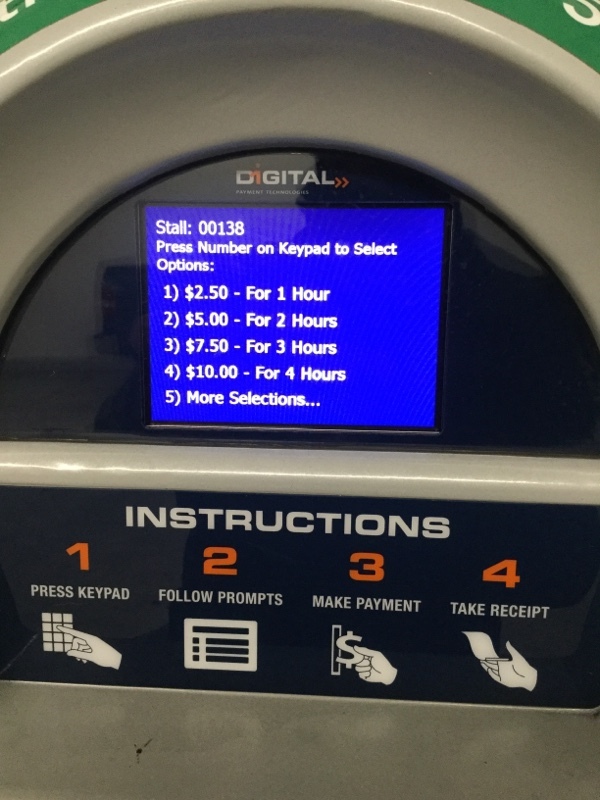 DIGITAL
PAYMENT TECHNOLOGIES
Stall: 00138
Press Number on Keypad to Select
Options:
1) $2.50 - For 1 Hour
2) $5.00 - For 2 Hours
3) $7.50 - For 3 Hours
4) $10.00 - For 4 Hours
5) More Selections...
INSTRUCTIONS
1 2 3 4
PRESS KEYPAD FOLLOW PROMPTS MAKE PAYMENT TAKE RECEIPT
$